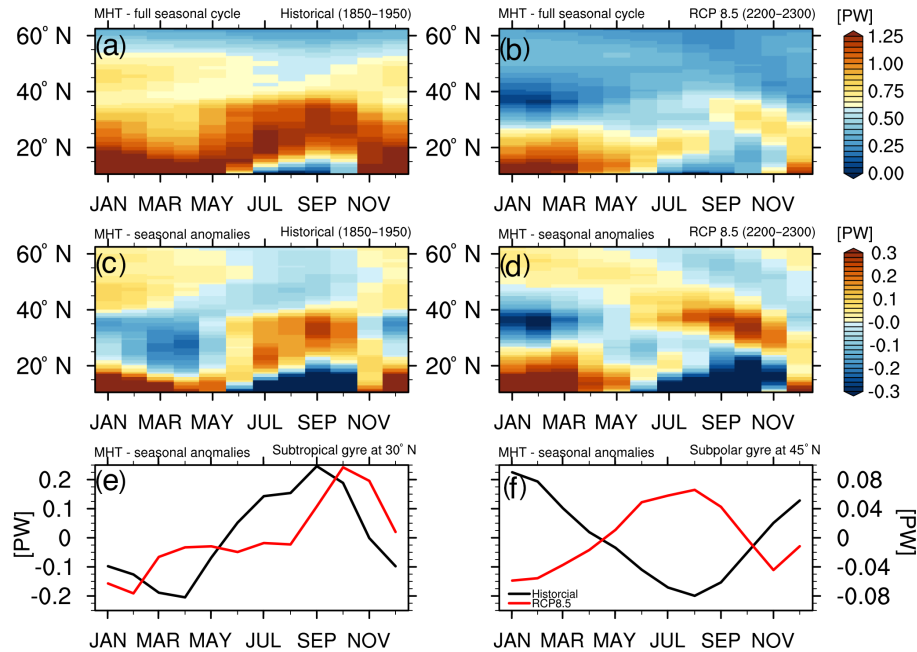 MHT - full seasonal cycle Historical (1850-1950) MHT - full seasonal cycle RCP 8.5 (2200-2300) [PW]
(a) (b)
60° N 60° N
40° N 40° N
20° N 20° N
1.25
1.00
0.75
0.50
0.25
0.00
JAN MAR MAY JUL SEP NOV JAN MAR MAY JUL SEP NOV
MHT - seasonal anomalies Historical (1850-1950) MHT - seasonal anomalies RCP 8.5 (2200-2300) [PW]
(c) (d)
60° N 60° N
40° N 40° N
20° N 20° N
0.3
0.2
0.1
-0.0
-0.1
-0.2
-0.3
JAN MAR MAY JUL SEP NOV JAN MAR MAY JUL SEP NOV
MHT - seasonal anomalies Subtropical gyre at 30° N MHT - seasonal anomalies Subpolar gyre at 45° N
(e) (f)
[PW]
0.2
0.1
0
-0.1
-0.2
0.08
0.04
0
-0.04
-0.08
[PW]
Historcial
RCP8.5
JAN MAR MAY JUL SEP NOV JAN MAR MAY JUL SEP NOV